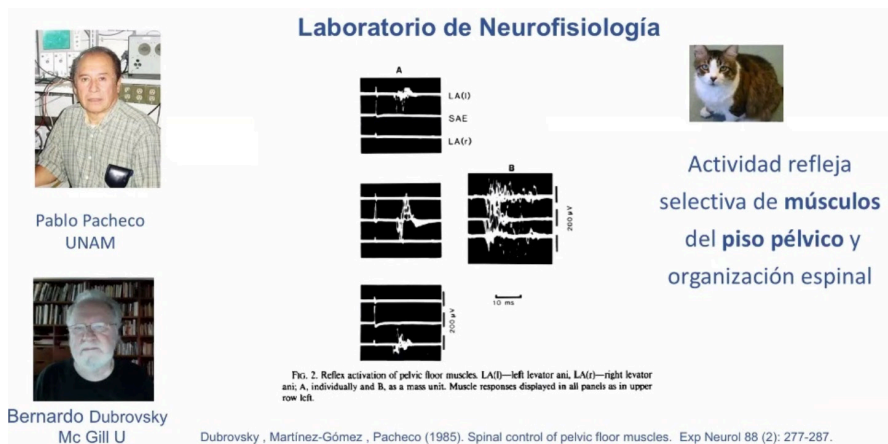 Laboratorio de Neurofisiología
Pablo Pacheco
UNAM
Bernardo Dubrovsky
Mc Gill U
A
LA(l)
SAE
LA(r)
B
200 µV
10 ms
200 µV
FIG. 2. Reflex activation of pelvic floor muscles. LA(l)—left levator ani, LA(r)—right levator
ani; A, individually and B, as a mass unit. Muscle responses displayed in all panels as in upper
row left.
Actividad refleja
selectiva de músculos
del piso pélvico y
organización espinal
Dubrovsky , Martínez-Gómez , Pacheco (1985). Spinal control of pelvic floor muscles.  Exp Neurol 88 (2): 277-287.